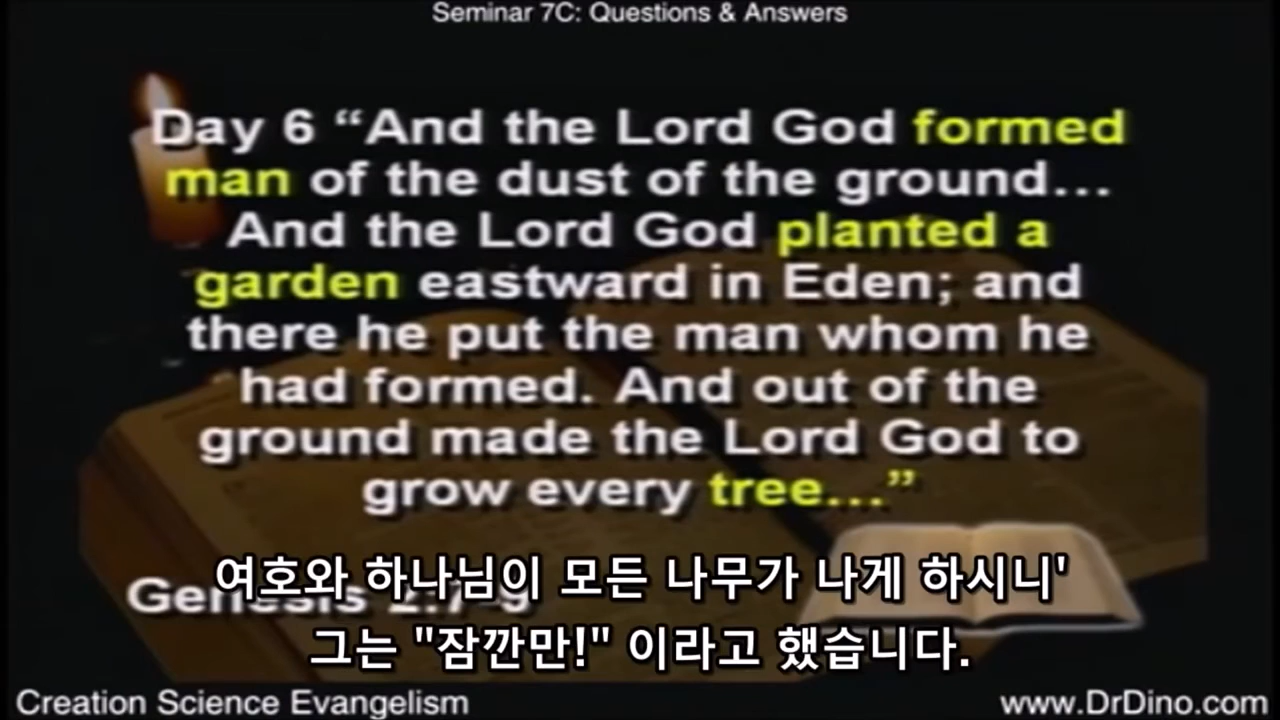 Seminar 7C: Questions & Answers
Day 6 “And the Lord God formed
man of the dust of the ground...
And the Lord God planted a
garden eastward in Eden; and
there he put the man whom he
had formed. And out of the
ground made the Lord God to
grow every tree...”
여호와 하나님이 모든 나무가 나게 하시니'
Genesis 2:7-9
그는 "잠깐만!" 이라고 했습니다.
Creation Science Evangelism
www.DrDino.com